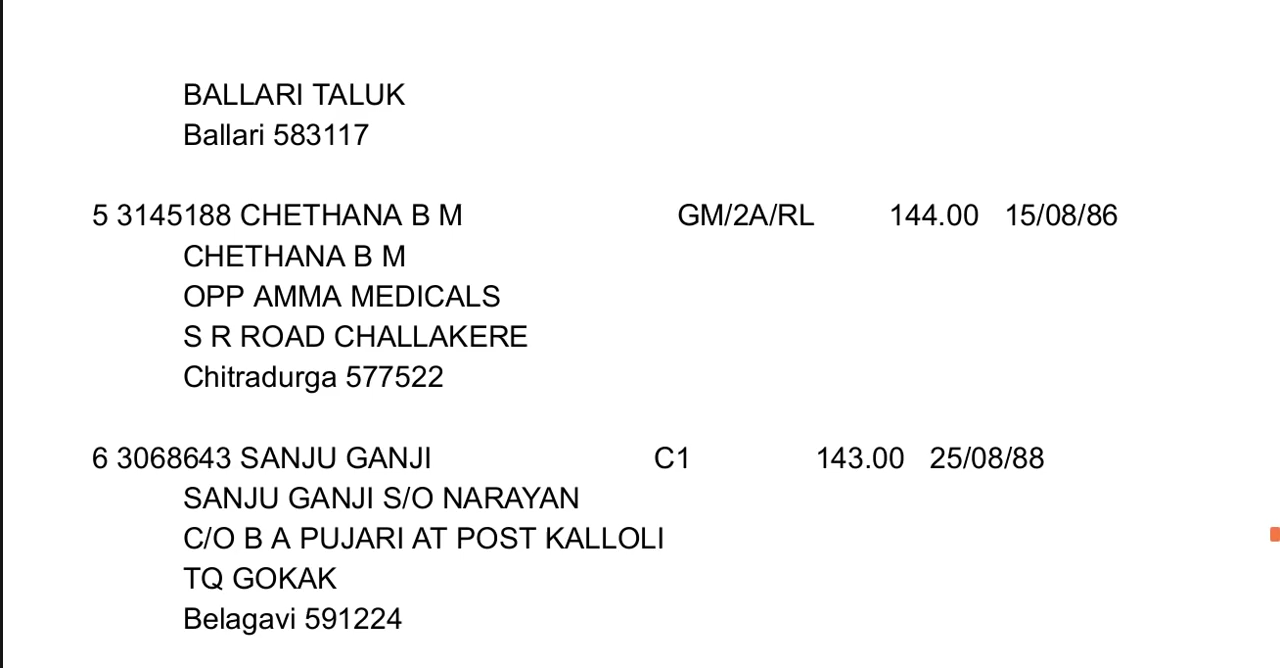 BALLARI TALUK
Ballari 583117
5 3145188 CHETHANA B M GM/2A/RL 144.00 15/08/86
CHETHANA B M
OPP AMMA MEDICALS
S R ROAD CHALLAKERE
Chitradurga 577522
6 3068643 SANJU GANJI C1 143.00 25/08/88
SANJU GANJI S/O NARAYAN
C/O B A PUJARI AT POST KALLOLI
TQ GOKAK
Belagavi 591224